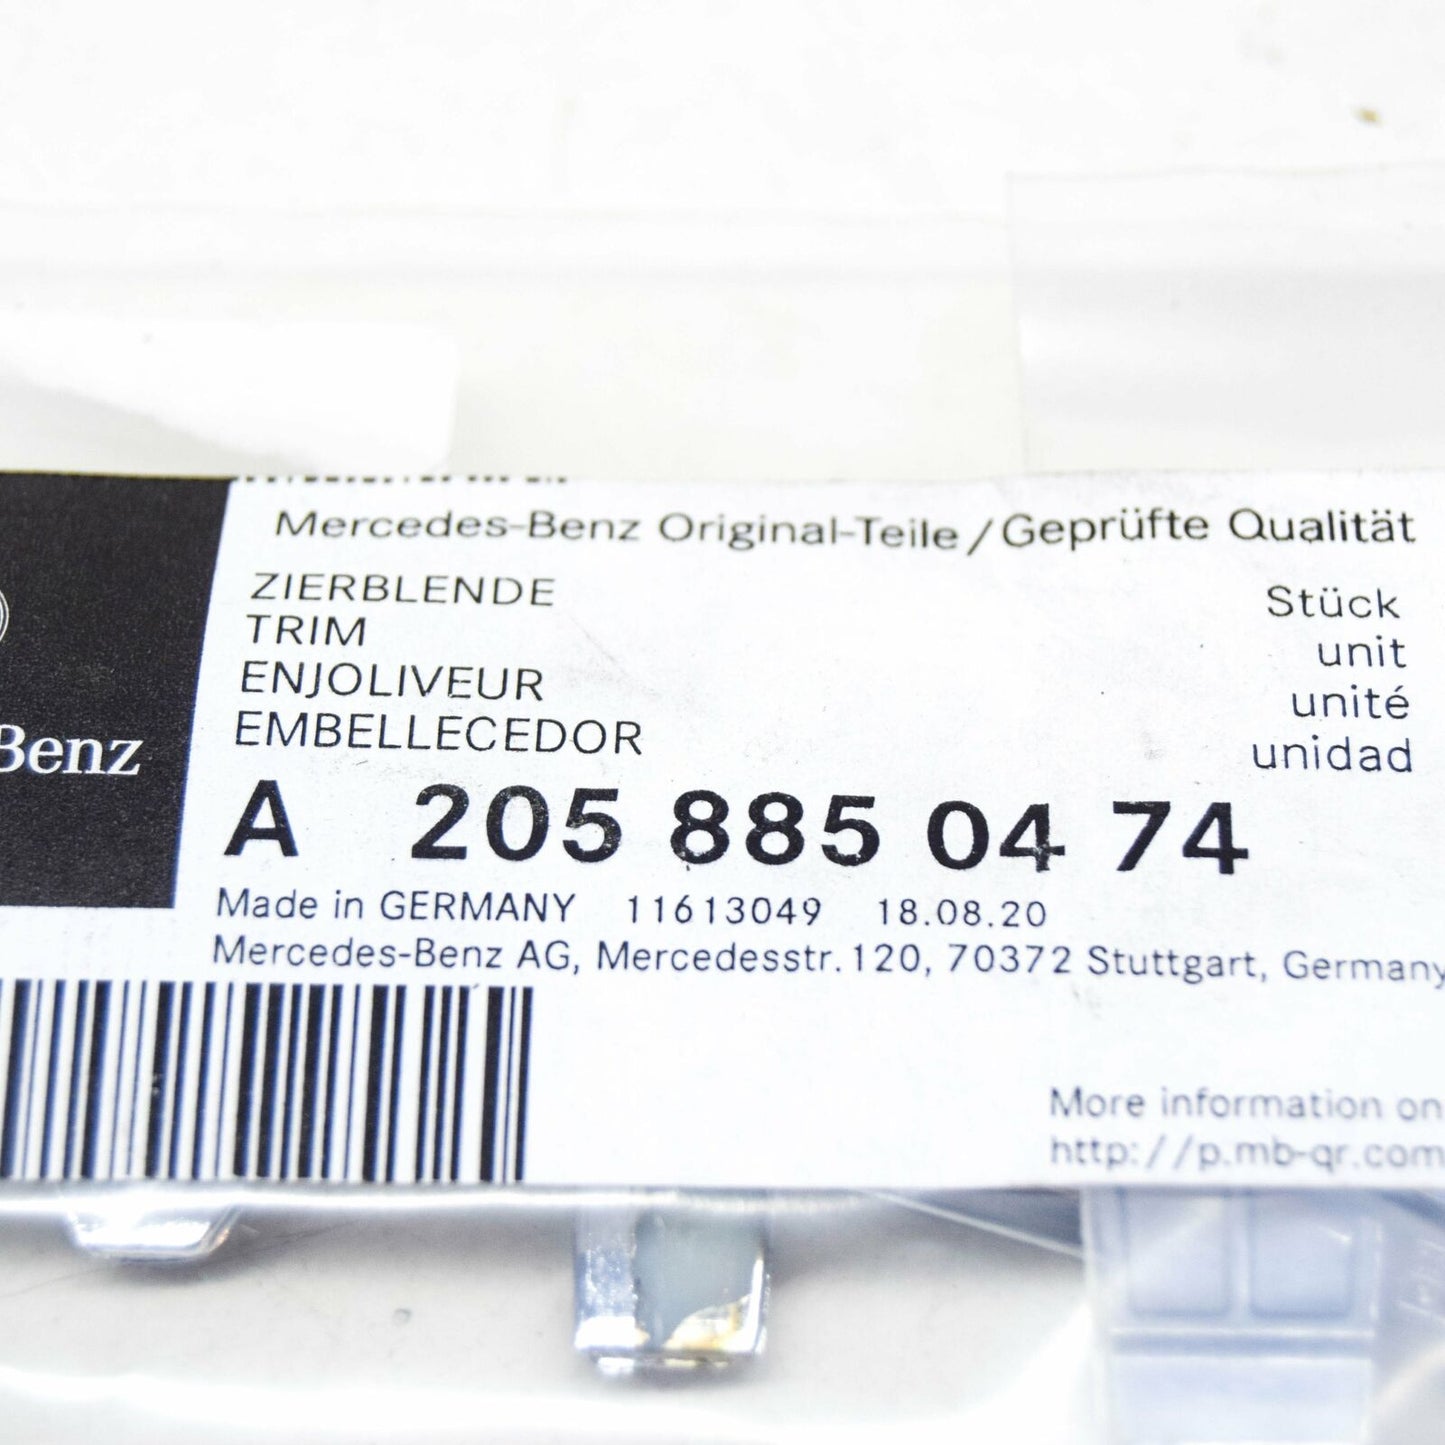 Mercedes-Benz Original-Teile/Geprüfte Qualität
ZIERBLENDE
TRIM
ENJOLIVEUR
EMBELLECEDOR
Stück
unit
unité
unidad
Benz
A 205 885 04 74
Made in GERMANY 11613049 18.08.20
Mercedes-Benz AG, Mercedesstr.120, 70372 Stuttgart, Germany
More information on
http://p.mb-qr.com